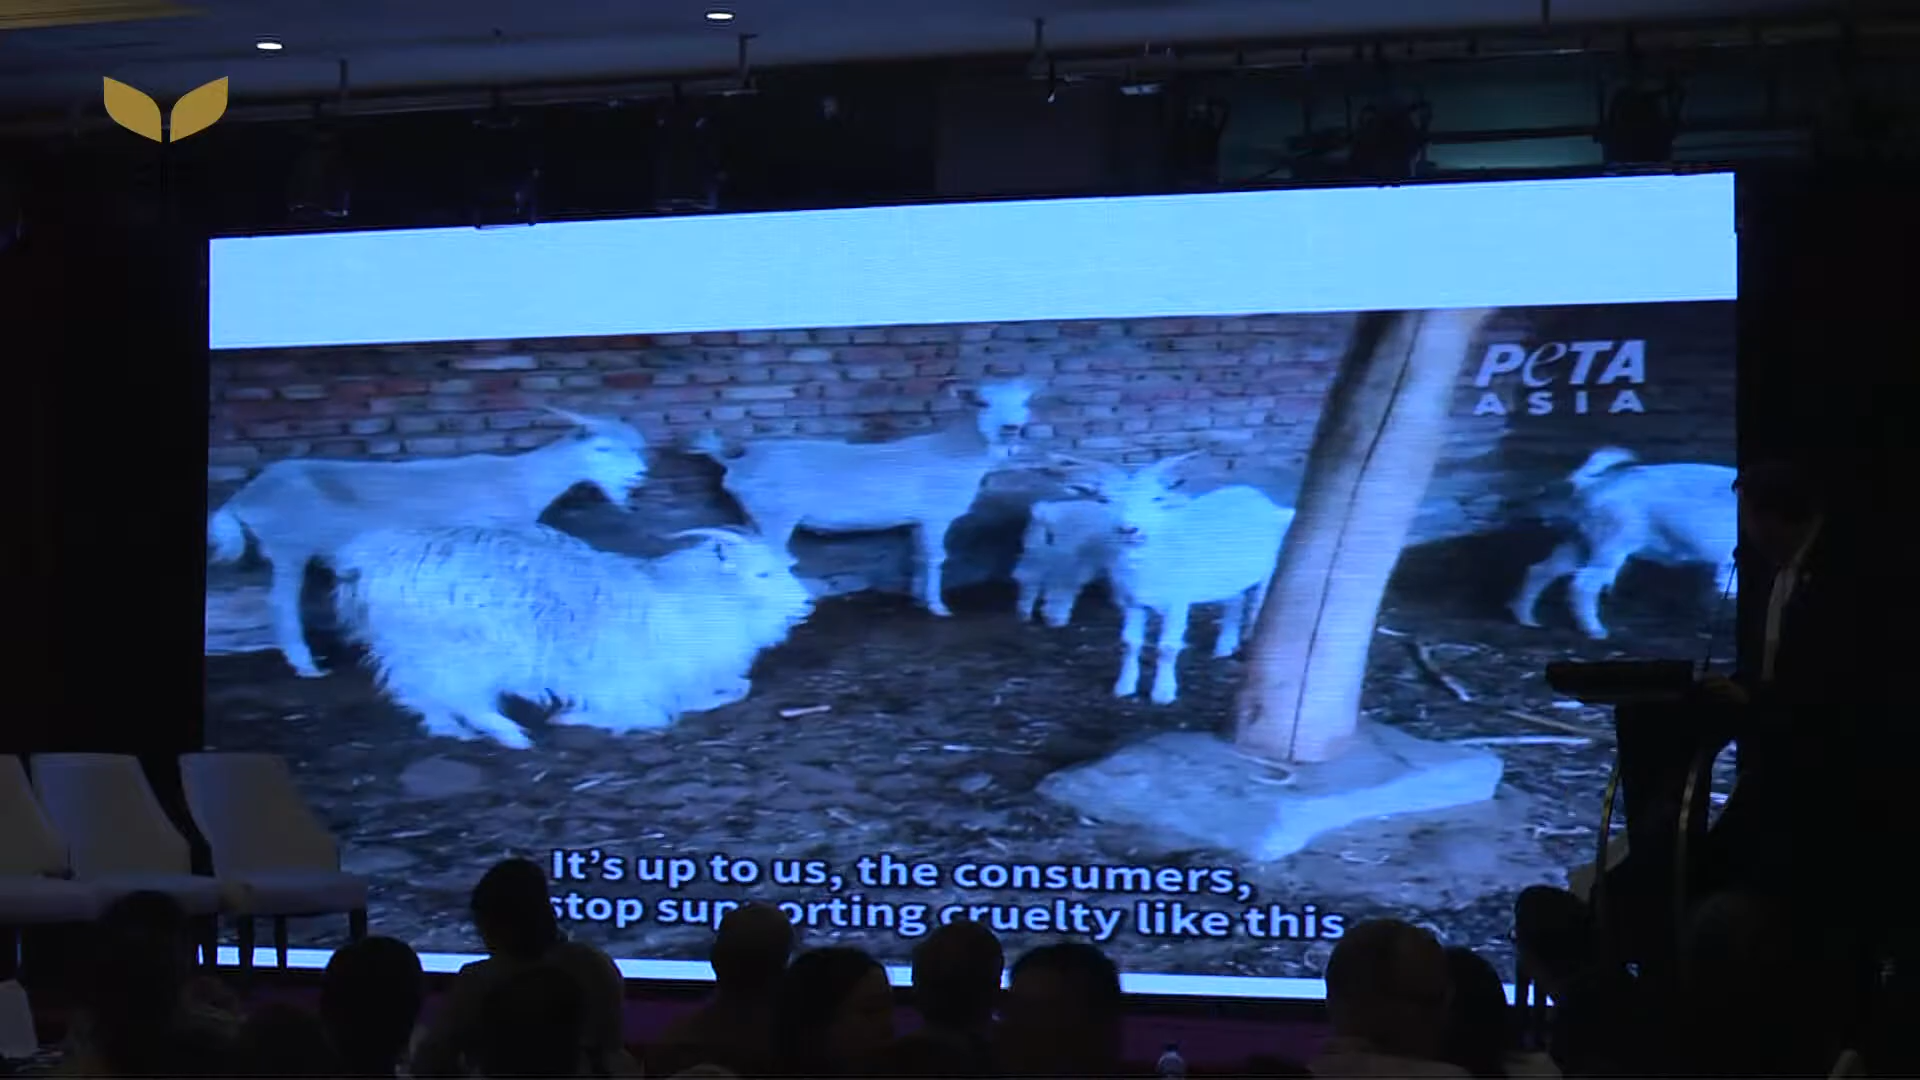 PeTA
ASIA
It's up to us, the consumers,
stop supporting cruelty like this